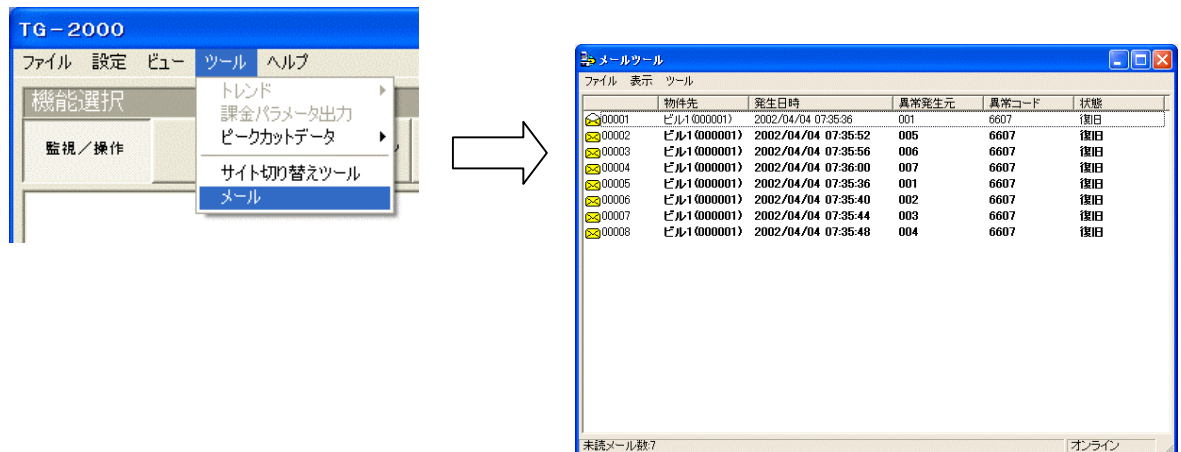 TG-2000
ファイル 設定 ビュー ツール ヘルプ
機能選択
監視/操作
トレンド
課金パラメータ出力
ピークカットデータ
サイト切り替えツール
メール
メールツール
ファイル 表示 ツール
物件先 発生日時 異常発生元 異常コード 状態
00001 ビル1(000001) 2002/04/04 07:35:36 001 6607 復旧
00002 ビル1(000001) 2002/04/04 07:35:52 005 6607 復旧
00003 ビル1(000001) 2002/04/04 07:35:56 006 6607 復旧
00004 ビル1(000001) 2002/04/04 07:36:00 007 6607 復旧
00005 ビル1(000001) 2002/04/04 07:35:36 001 6607 復旧
00006 ビル1(000001) 2002/04/04 07:35:40 002 6607 復旧
00007 ビル1(000001) 2002/04/04 07:35:44 003 6607 復旧
00008 ビル1(000001) 2002/04/04 07:35:48 004 6607 復旧
未読メール数:7 オンライン